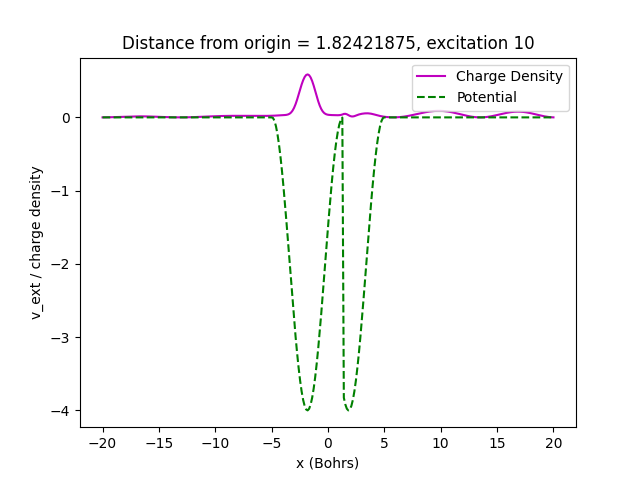 Distance from origin = 1.82421875, excitation 10
Charge Density
Potential
v_ext / charge density
0
−1
−2
−3
−4
−20
−15
−10
−5
0
5
10
15
20
x (Bohrs)